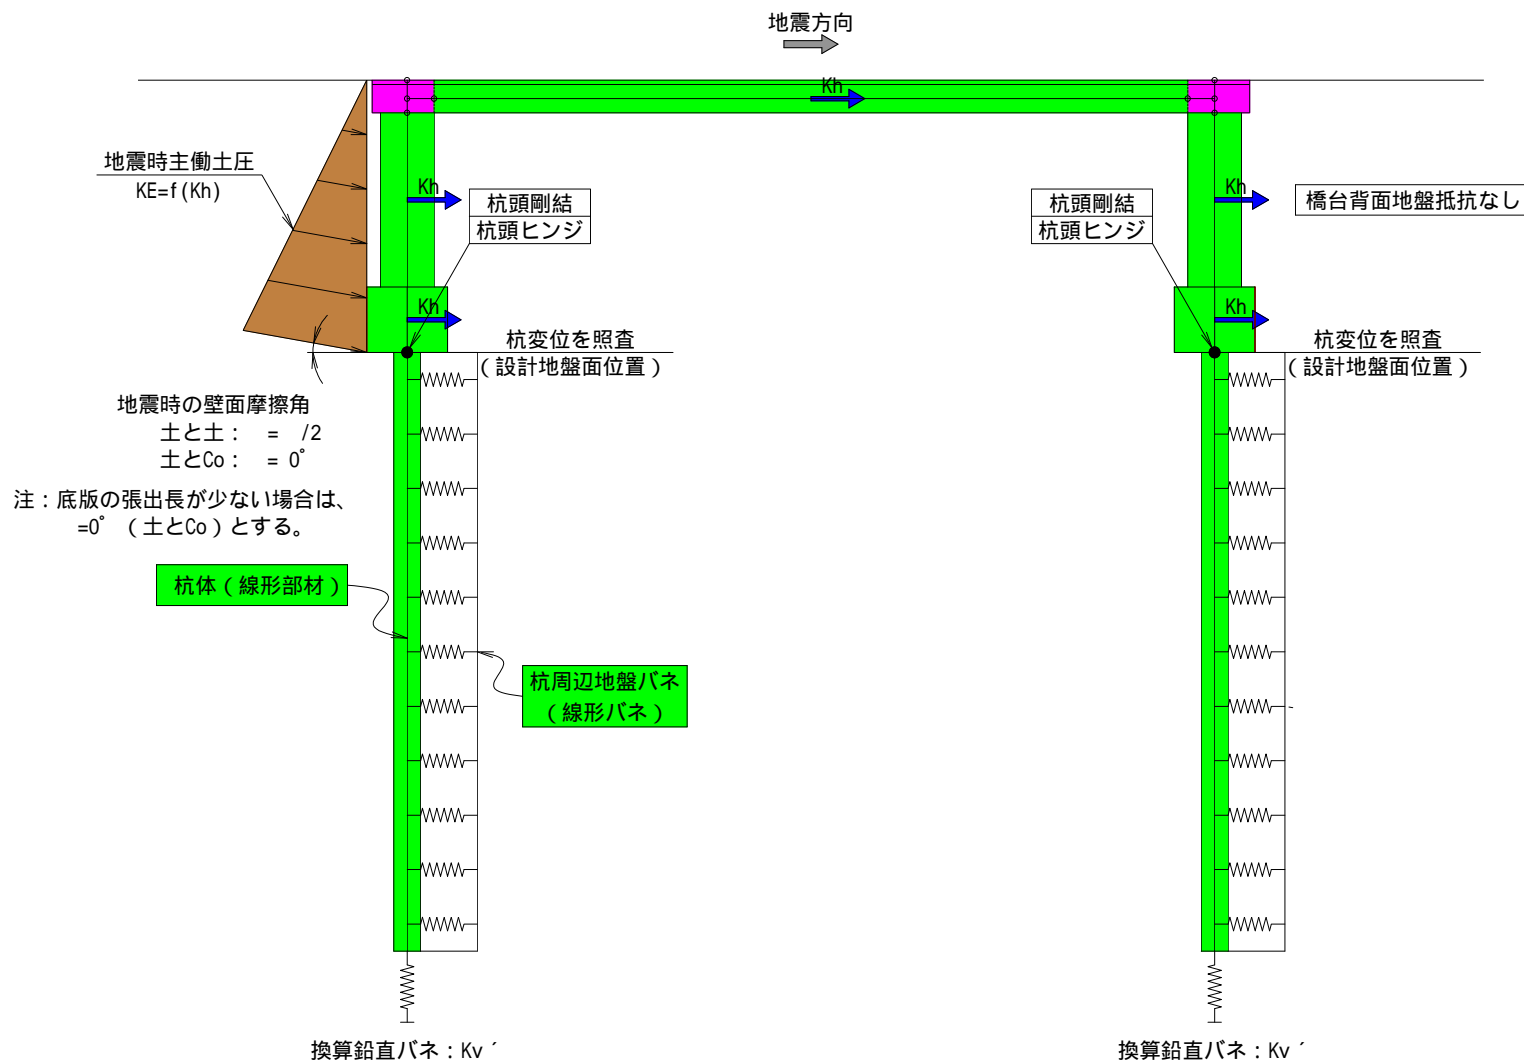 地震方向
Kh
地震時主働土圧
KE=f(Kh)
Kh
杭頭剛結
杭頭ヒンジ
杭頭剛結
杭頭ヒンジ
Kh
橋台背面地盤抵抗なし
Kh
Kh
杭変位を照査
(設計地盤面位置)
杭変位を照査
(設計地盤面位置)
地震時の壁面摩擦角
土と土： = /2
土とCo： = 0°
注：底版の張出長が少ない場合は、
=0° (土とCo)とする。
杭体(線形部材)
杭周辺地盤バネ
(線形バネ)
換算鉛直バネ：Kv´
換算鉛直バネ：Kv´